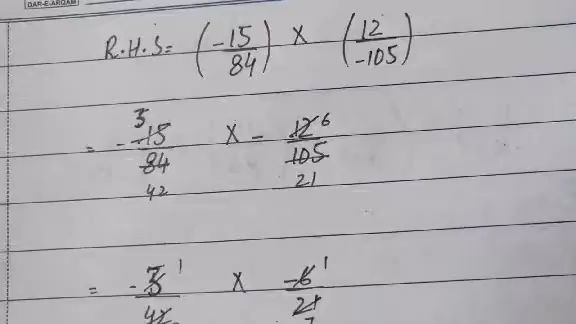 DAR-E-ARQAM
R.H.S = (-15/84) × (12/-105)
= - 15/84 × - 12/105
3 6
42 21
= - 3/42 × -6/21
1 1
7